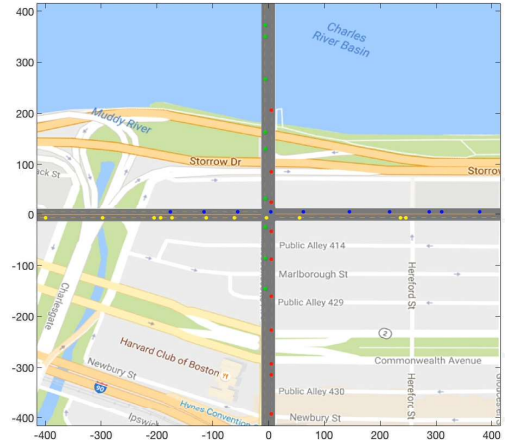 400
300
200
100
0
-100
-200
-300
-400
-400
-300
-200
-100
0
100
200
300
400
Charles
River Basin
Muddy River
Storrow Dr
Storrow
ack St
Public Alley 414
Marlborough St
Public Alley 429
Hereford St
Charlesgate
2
Commonwealth Avenue
Harvard Club of Boston
Newbury St
90
Hynes Convention
Ipswic
Public Alley 430
Hereford St
Newbury St